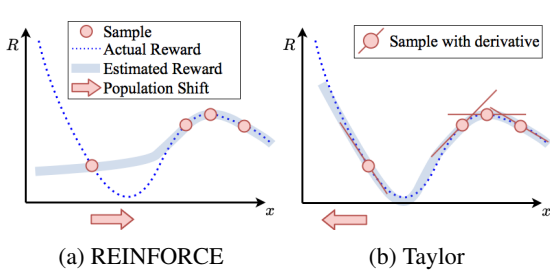 R
Sample
Actual Reward
Estimated Reward
Population Shift
x
(a) REINFORCE
R
Sample with derivative
x
(b) Taylor